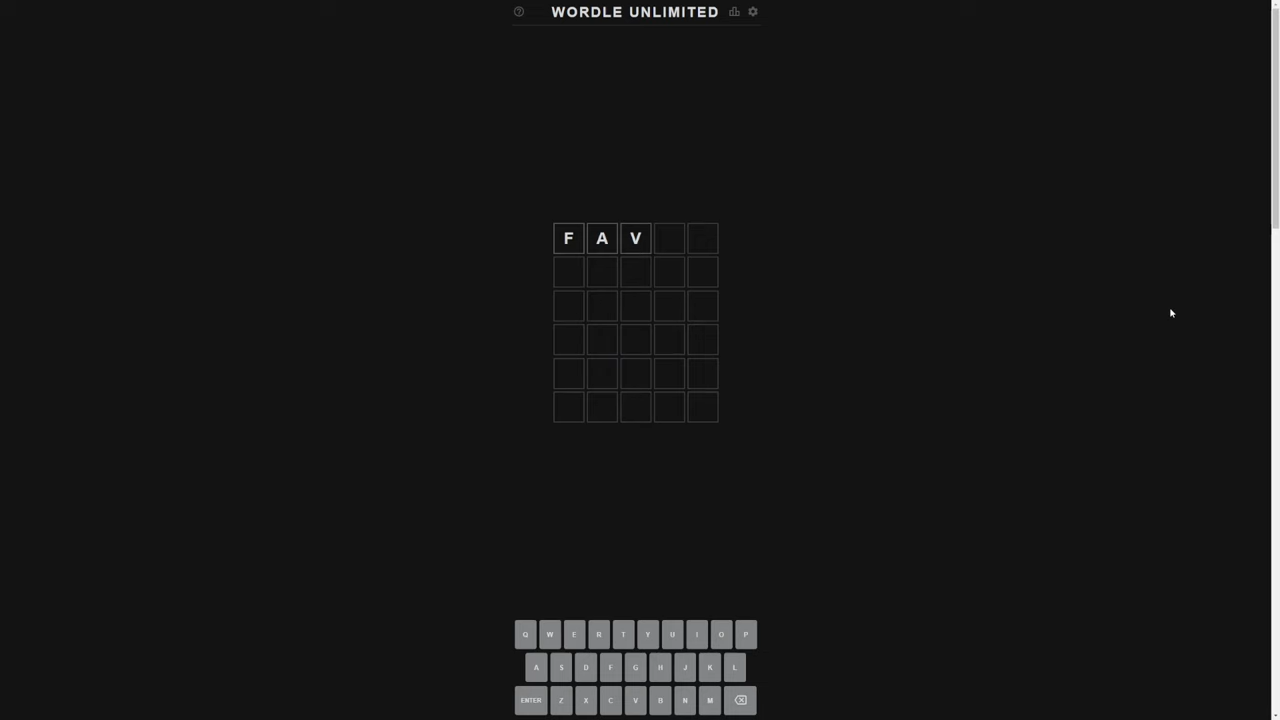 WORDLE UNLIMITED
F A V
Q W E R T Y U I O P
A S D F G H J K L
ENTER Z X C V B N M